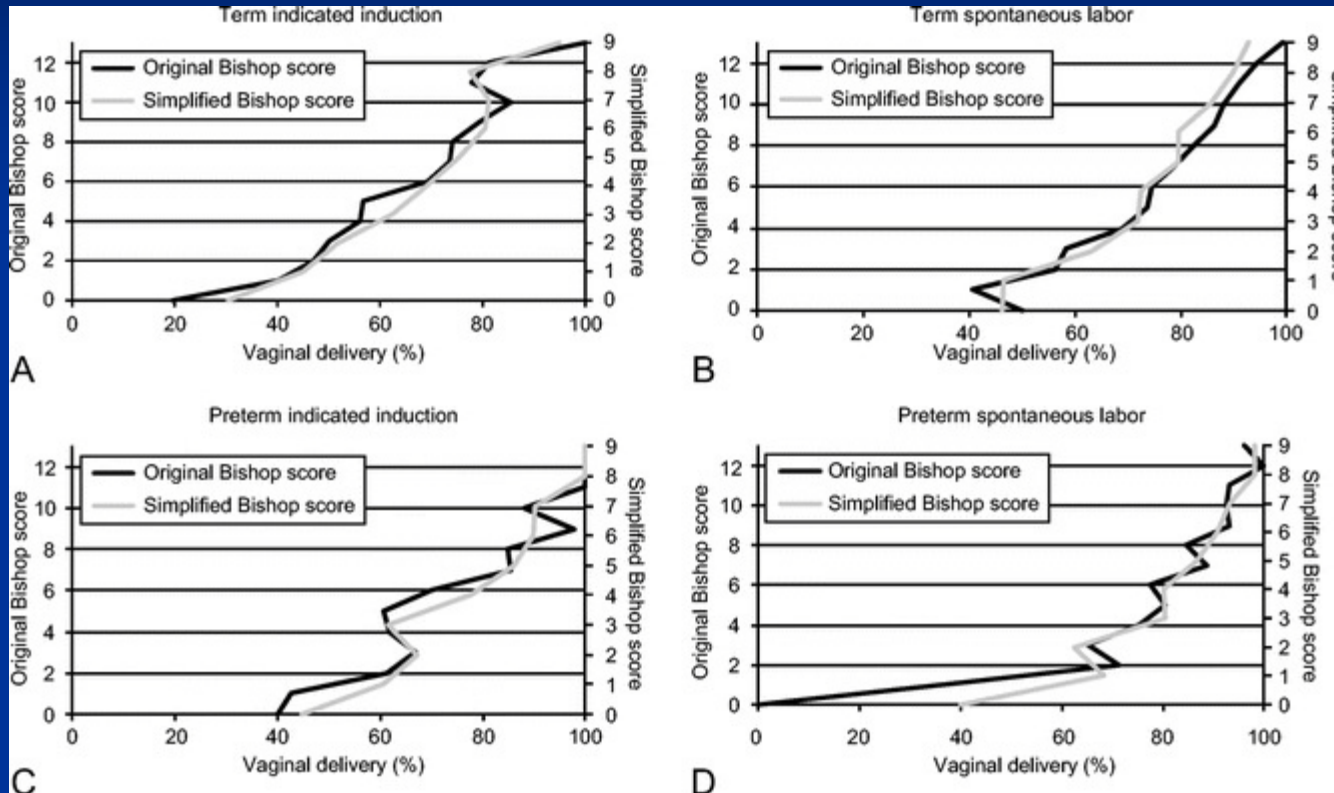 Term indicated induction
Original Bishop score
Simplified Bishop score
12
10
8
6
4
2
0
Original Bishop score
9
8
7
6
5
4
3
2
1
0
Simplified Bishop score
0 20 40 60 80 100
Vaginal delivery (%)
A
Term spontaneous labor
Original Bishop score
Simplified Bishop score
12
10
8
6
4
2
0
Original Bishop score
9
8
7
6
5
4
3
2
1
0
0 20 40 60 80 100
Vaginal delivery (%)
B
Preterm indicated induction
Original Bishop score
Simplified Bishop score
12
10
8
6
4
2
0
Original Bishop score
9
8
7
6
5
4
3
2
1
0
Simplified Bishop score
0 20 40 60 80 100
Vaginal delivery (%)
C
Preterm spontaneous labor
Original Bishop score
Simplified Bishop score
12
10
8
6
4
2
0
Original Bishop score
9
8
7
6
5
4
3
2
1
0
Simplified Bishop score
0 20 40 60 80 100
Vaginal delivery (%)
D